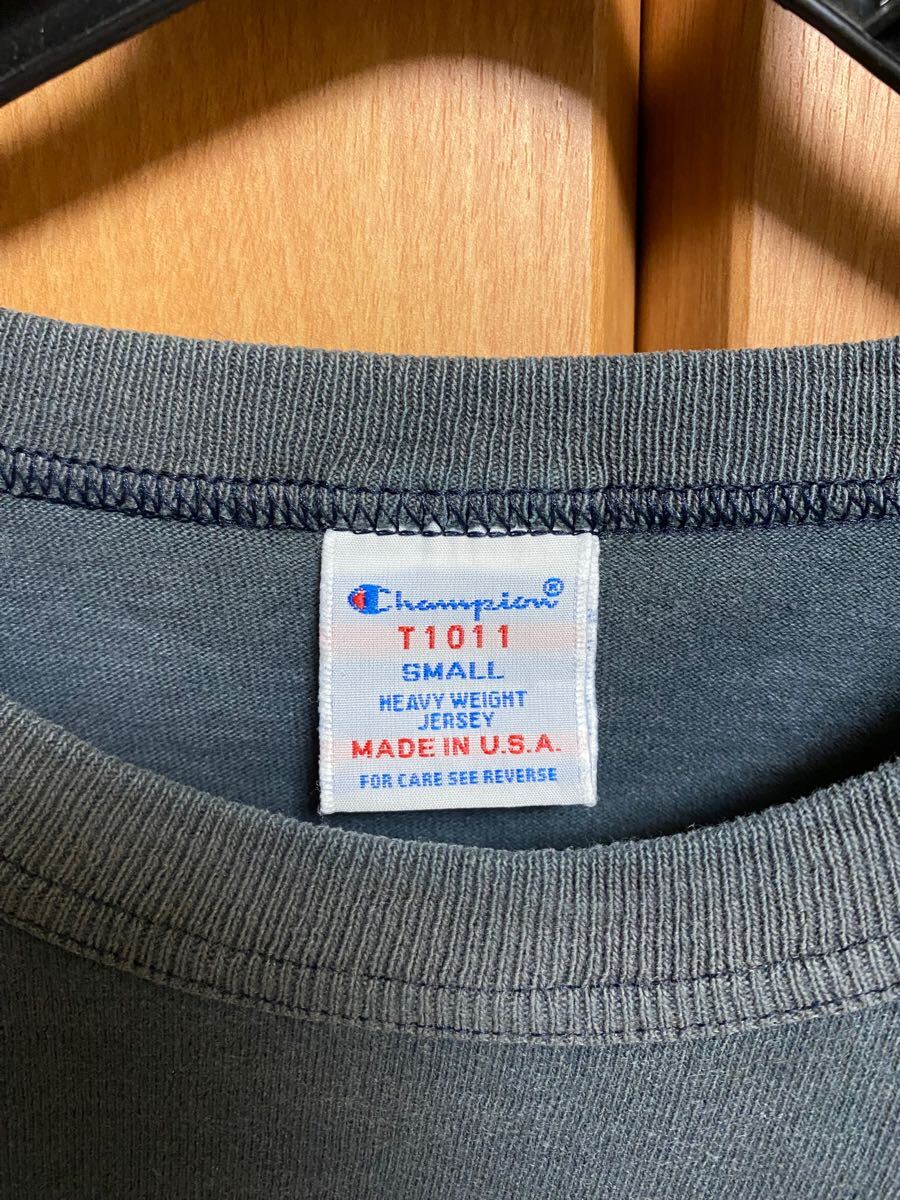 Champion®
T1011
SMALL
HEAVY WEIGHT
JERSEY
MADE IN U.S.A.
FOR CARE SEE REVERSE